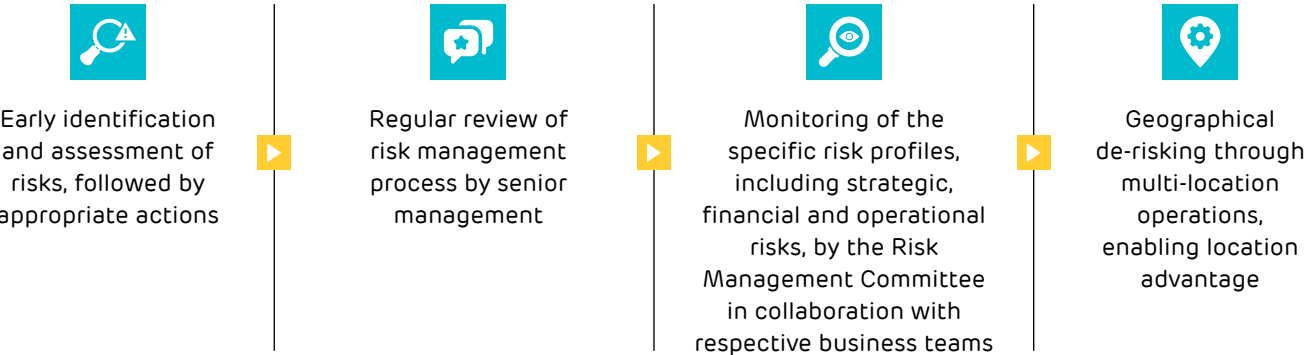 Early identification
and assessment of
risks, followed by
appropriate actions
Regular review of
risk management
process by senior
management
Monitoring of the
specific risk profiles,
including strategic,
financial and operational
risks, by the Risk
Management Committee
in collaboration with
respective business teams
Geographical
de-risking through
multi-location
operations,
enabling location
advantage